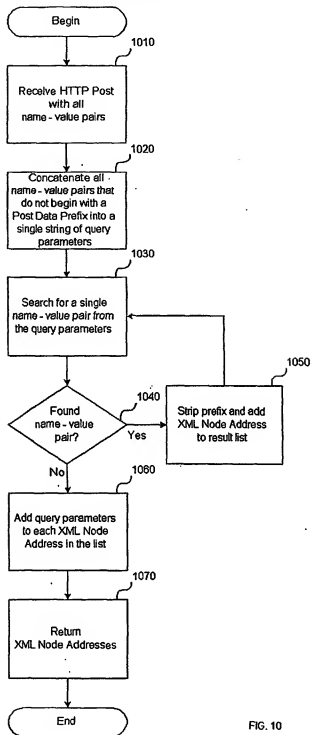 Begin
1010
Receive HTTP Post
with all
name - value pairs
1020
Concatenate all
name - value pairs that
do not begin with a
Post Data Prefix into a
single string of query
parameters
1030
Search for a single
name - value pair from
the query parameters
1040
Found
name - value
pair?
Yes
1050
Strip prefix and add
XML Node Address
to result list
No
1060
Add query parameters
to each XML Node
Address in the list
1070
Return
XML Node Addresses
End
FIG. 10